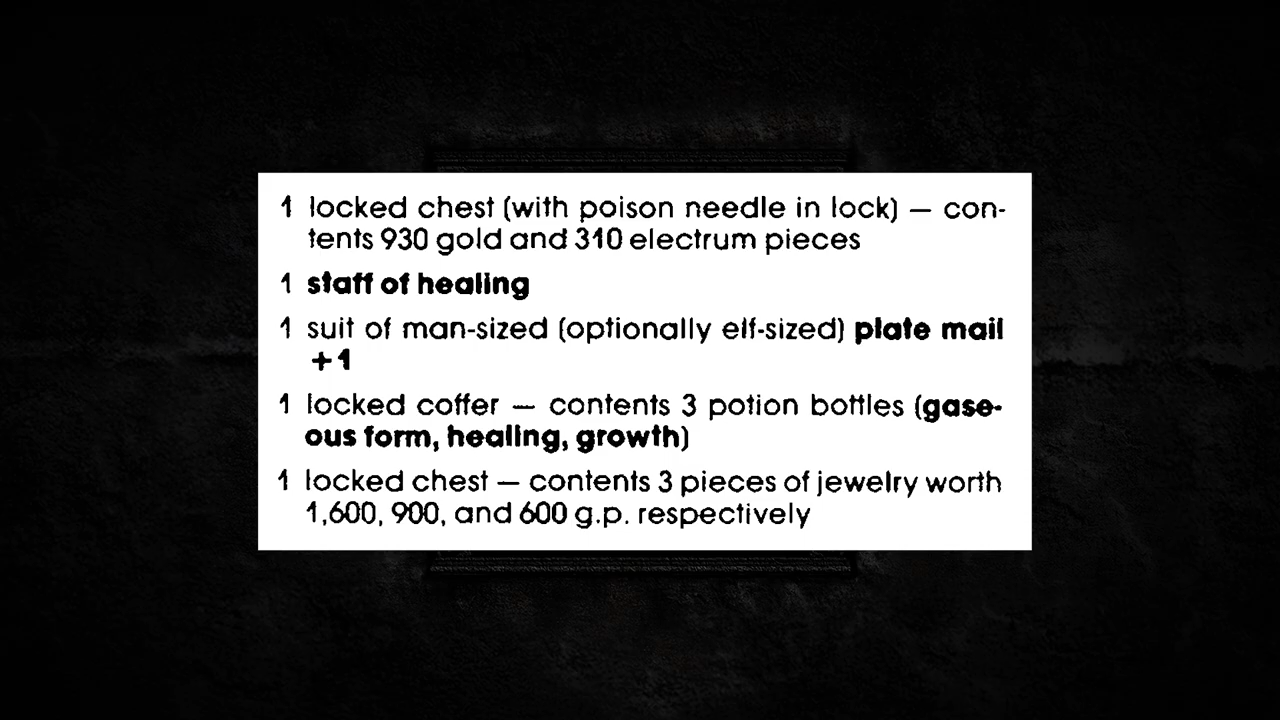 1 locked chest (with poison needle in lock) — con-
tents 930 gold and 310 electrum pieces
1 staff of healing
1 suit of man-sized (optionally elf-sized) plate mail
+1
1 locked coffer — contents 3 potion bottles (gase-
ous form, healing, growth)
1 locked chest — contents 3 pieces of jewelry worth
1,600, 900, and 600 g.p. respectively